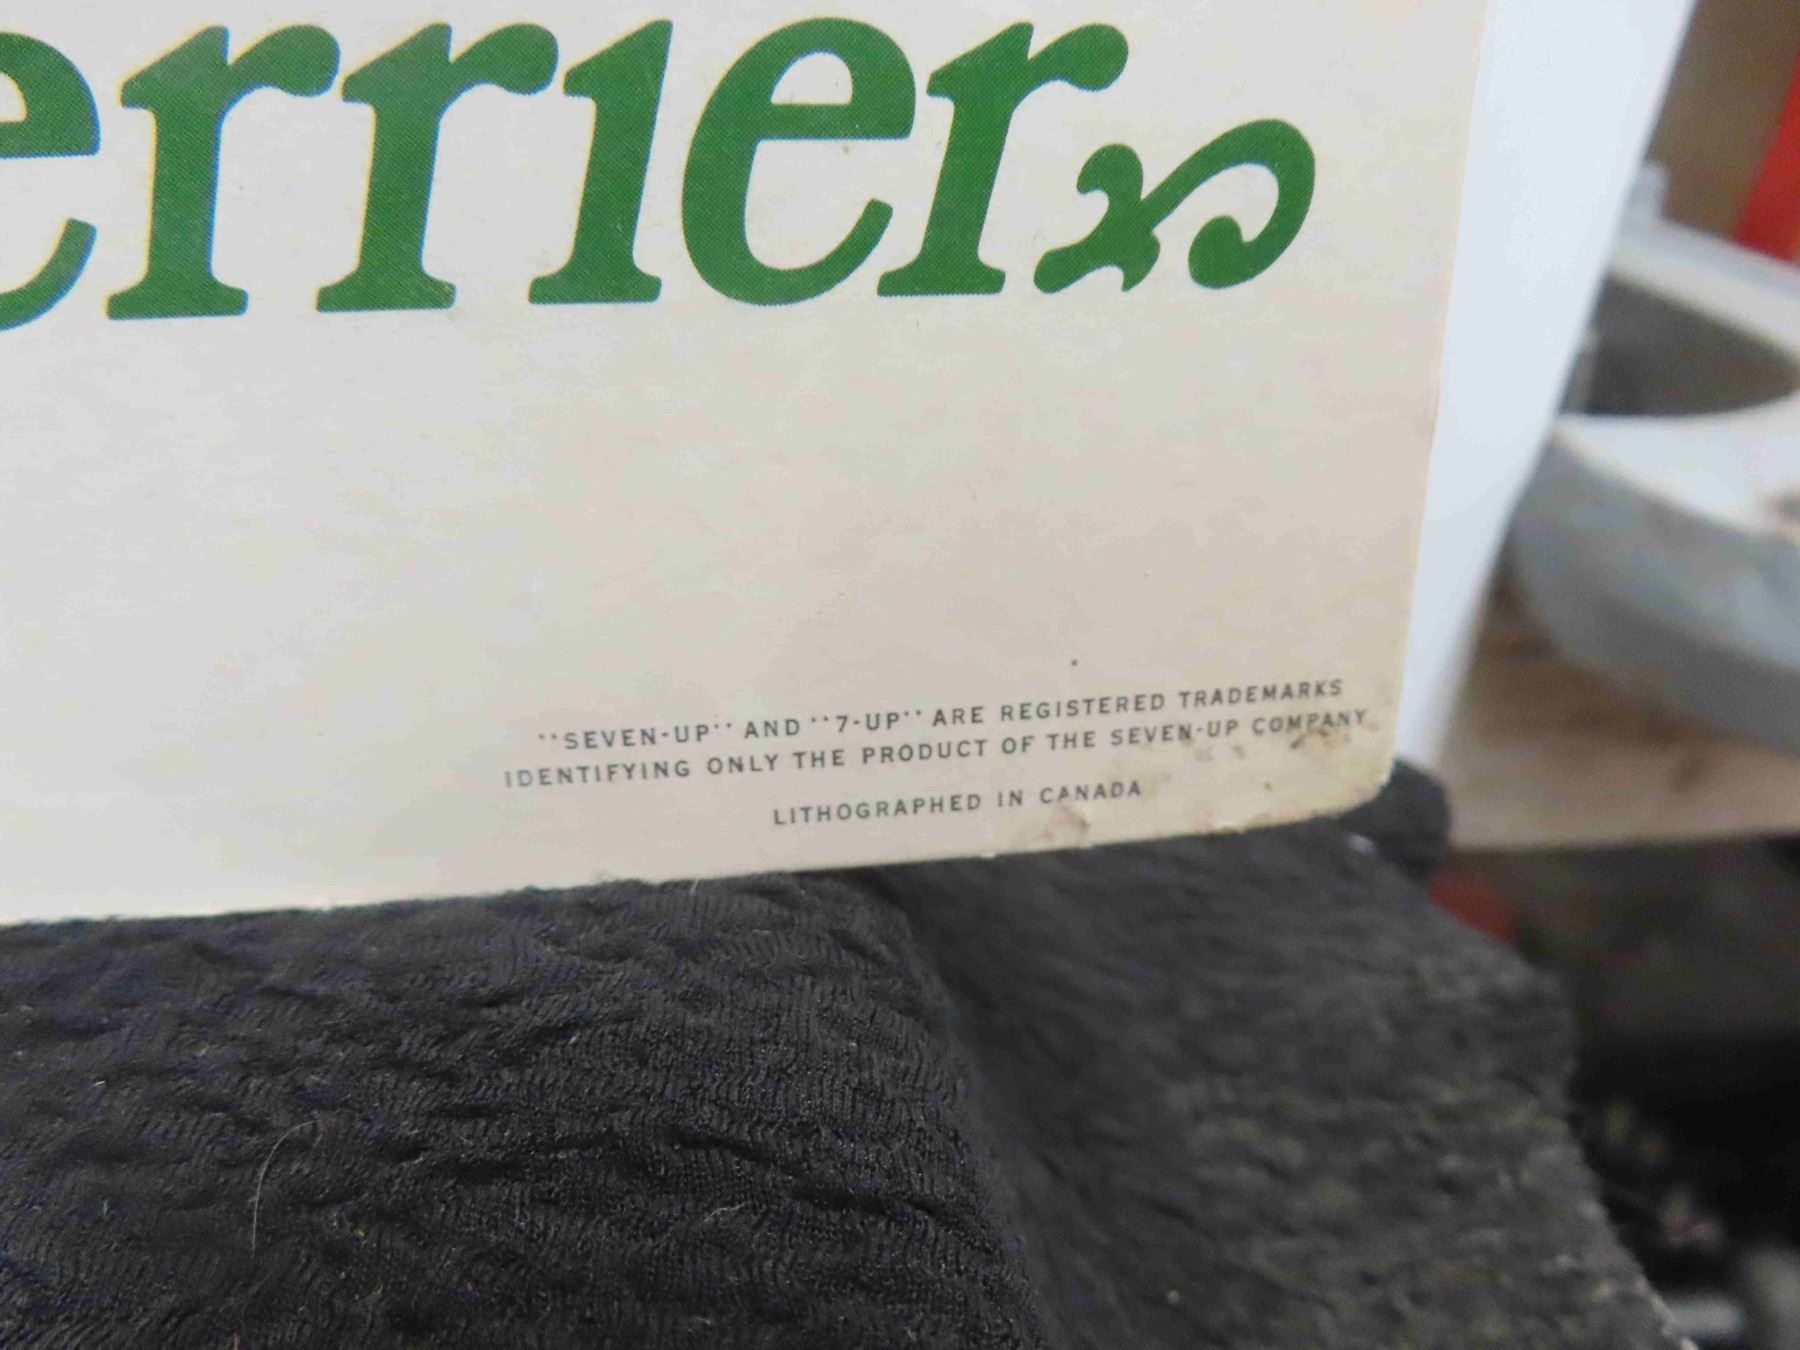 errier
"SEVEN-UP" AND "7-UP" ARE REGISTERED TRADEMARKS
IDENTIFYING ONLY THE PRODUCT OF THE SEVEN-UP COMPANY
LITHOGRAPHED IN CANADA